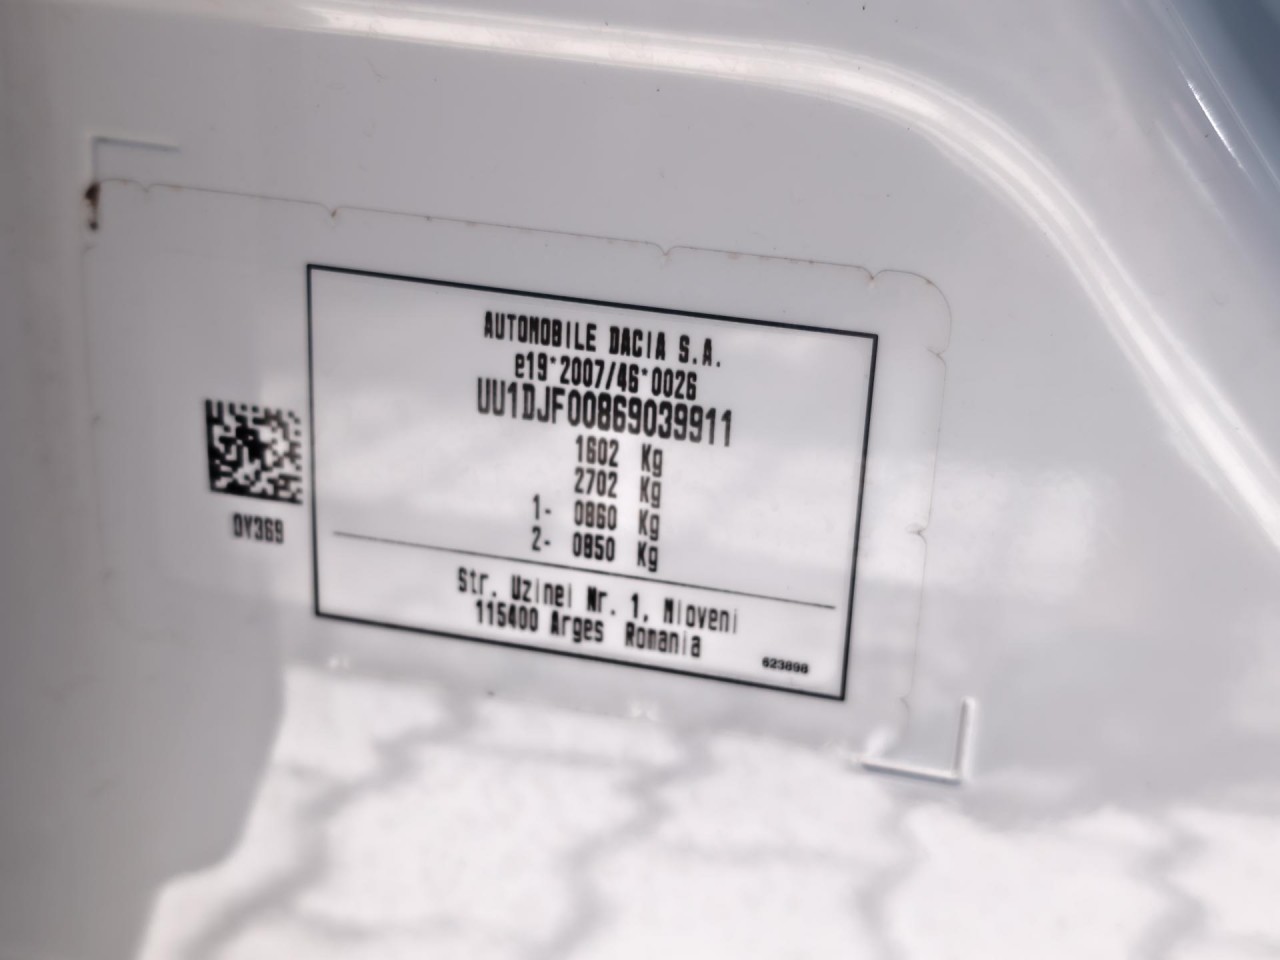 AUTOMOBILE DACIA S.A.
e19*2007/46*0026
UU1DJF00869039911
1602 Kg
2702 Kg
1- 0860 Kg
2- 0850 Kg
Str. Uzinei Nr. 1, Mioveni
115400 Arges Romania
623898
OV369